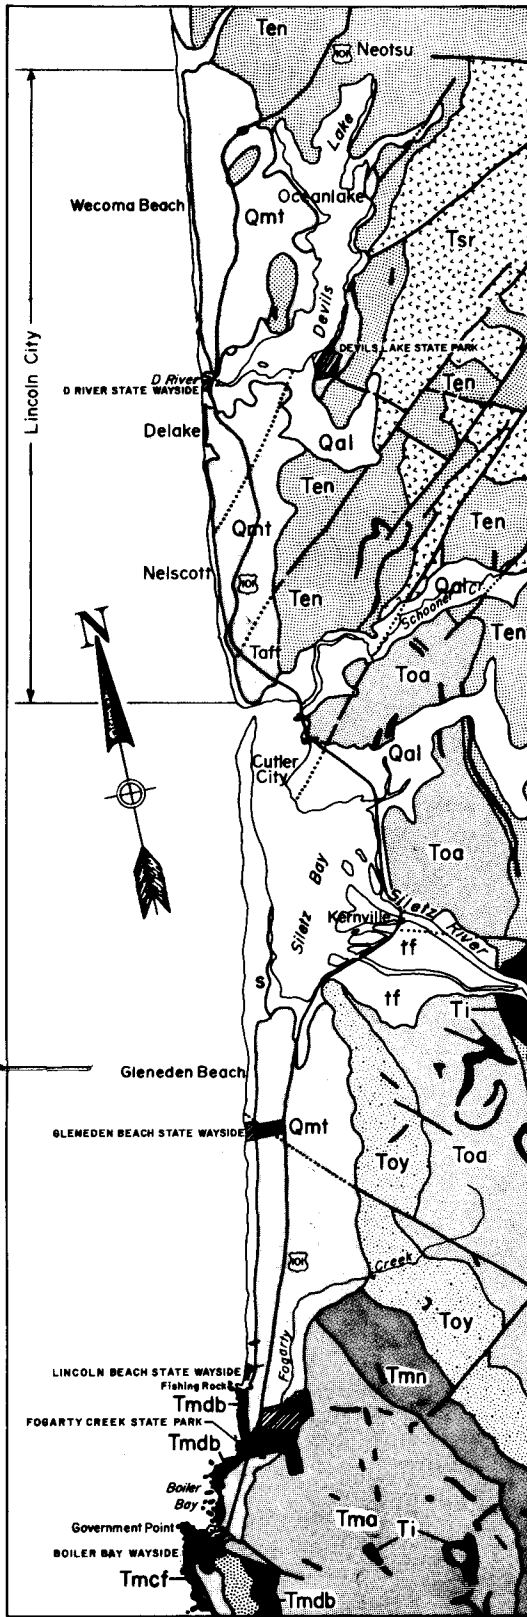 Ten
101
Neotsu
Lake
Oceanlake
Wecoma Beach
Qmt
Tsr
Lincoln City
Devils
DEVILS LAKE STATE PARK
D River
D RIVER STATE WAYSIDE
Ten
Delake
Qal
Ten
Qmt
Ten
Nelscott
101
Ten
Qal
Schooner Cr
Taft
Ten
N
Toa
Cutler City
Qal
Siletz Bay
Toa
Kernville
Siletz River
tf
s
tf
Ti
Gleneden Beach
GLENEDEN BEACH STATE WAYSIDE
Qmt
Toy
Toa
101
Creek
Fogarty
Toy
LINCOLN BEACH STATE WAYSIDE
Fishing Rock
Tmn
Tmdb
FOGARTY CREEK STATE PARK
Tmdb
Boiler Bay
Tma
Government Point
Ti
BOILER BAY WAYSIDE
Tmcf
Tmdb